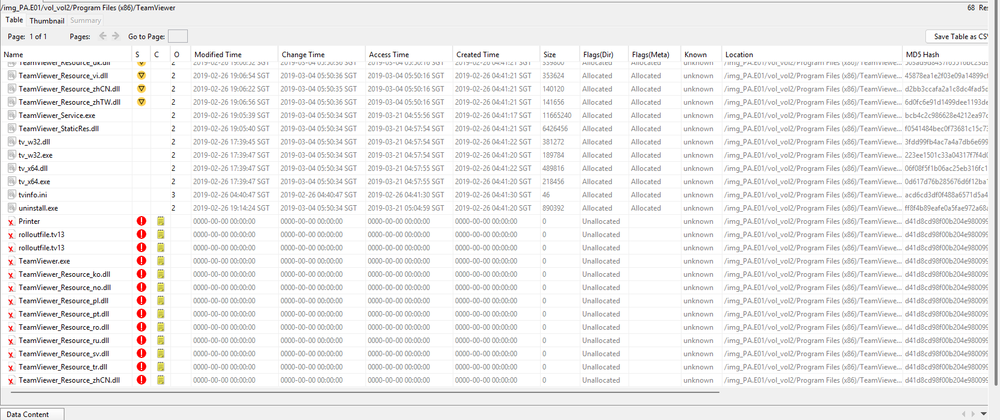 /img_PA.E01/vol_vol2/Program Files (x86)/TeamViewer 68 Res
Table Thumbnail Summary
Page: 1 of 1 Pages: Go to Page:
Save Table as CSV
Name S C O Modified Time Change Time Access Time Created Time Size Flags(Dir) Flags(Meta) Known Location MD5 Hash
TeamViewer_Resource_uk.dll 2 2019-02-26 19:06:52 SGT 2019-03-04 05:50:36 SGT 2019-03-04 05:50:16 SGT 2019-02-26 04:41:21 SGT 339800 Allocated Allocated unknown /img_PA.E01/vol_vol2/Program Files (x86)/TeamViewe...
TeamViewer_Resource_vi.dll 2 2019-02-26 19:06:54 SGT 2019-03-04 05:50:36 SGT 2019-03-04 05:50:16 SGT 2019-02-26 04:41:21 SGT 353624 Allocated Allocated unknown /img_PA.E01/vol_vol2/Program Files (x86)/TeamViewe... 45878ea1e2f03e09a14899cf
TeamViewer_Resource_zhCN.dll 2 2019-02-26 19:06:22 SGT 2019-03-04 05:50:35 SGT 2019-03-04 05:50:16 SGT 2019-02-26 04:41:21 SGT 140120 Allocated Allocated unknown /img_PA.E01/vol_vol2/Program Files (x86)/TeamViewe... d2bb3ccafa2a1c8dc4fad5d
TeamViewer_Resource_zhTW.dll 2 2019-02-26 19:06:56 SGT 2019-03-04 05:50:36 SGT 2019-03-04 05:50:16 SGT 2019-02-26 04:41:21 SGT 141656 Allocated Allocated unknown /img_PA.E01/vol_vol2/Program Files (x86)/TeamViewe... 6d0fc6e91d1499dee1193de
TeamViewer_Service.exe 2 2019-02-26 19:05:39 SGT 2019-03-04 05:50:34 SGT 2019-03-21 04:55:56 SGT 2019-02-26 04:41:17 SGT 11665240 Allocated Allocated unknown /img_PA.E01/vol_vol2/Program Files (x86)/TeamViewe... bcb4c2c986628e4212ea97c
TeamViewer_StaticRes.dll 2 2019-02-26 19:05:40 SGT 2019-03-04 05:50:34 SGT 2019-03-21 04:57:54 SGT 2019-02-26 04:41:21 SGT 6426456 Allocated Allocated unknown /img_PA.E01/vol_vol2/Program Files (x86)/TeamViewe... f0541484bec0f73681c15c73
tv_w32.dll 2 2019-02-26 17:39:45 SGT 2019-03-04 05:50:34 SGT 2019-03-21 04:57:54 SGT 2019-02-26 04:41:22 SGT 381272 Allocated Allocated unknown /img_PA.E01/vol_vol2/Program Files (x86)/TeamViewe... 3fdd99fb4ac7a4a7db6e699
tv_w32.exe 2 2019-02-26 17:39:47 SGT 2019-03-04 05:50:34 SGT 2019-03-21 04:57:54 SGT 2019-02-26 04:41:20 SGT 189784 Allocated Allocated unknown /img_PA.E01/vol_vol2/Program Files (x86)/TeamViewe... 223ee1501c33a04317f7f4d0
tv_x64.dll 2 2019-02-26 17:39:47 SGT 2019-03-04 05:50:34 SGT 2019-03-21 04:57:55 SGT 2019-02-26 04:41:22 SGT 489816 Allocated Allocated unknown /img_PA.E01/vol_vol2/Program Files (x86)/TeamViewe... 06f08f5f1b06ac25eb316fc1
tv_x64.exe 2 2019-02-26 17:39:47 SGT 2019-03-04 05:50:34 SGT 2019-03-21 04:57:55 SGT 2019-02-26 04:41:20 SGT 218456 Allocated Allocated unknown /img_PA.E01/vol_vol2/Program Files (x86)/TeamViewe... 0d617d76b285676d6f12ba1
tvinfo.ini 3 2019-02-26 04:40:47 SGT 2019-02-26 04:40:47 SGT 2019-02-26 04:41:30 SGT 2019-02-26 04:41:30 SGT 46 Allocated Allocated unknown /img_PA.E01/vol_vol2/Program Files (x86)/TeamViewe... acd6cd3df0f488a6571d5a4
uninstall.exe 2 2019-02-26 19:14:24 SGT 2019-03-04 05:50:34 SGT 2019-03-21 05:04:59 SGT 2019-02-26 04:41:20 SGT 890392 Allocated Allocated unknown /img_PA.E01/vol_vol2/Program Files (x86)/TeamViewe... ff8f4b89eafe0a5fae972a68a
Printer 0000-00-00 00:00:00 0000-00-00 00:00:00 0000-00-00 00:00:00 0000-00-00 00:00:00 0 Unallocated unknown /img_PA.E01/vol_vol2/Program Files (x86)/TeamViewe... d41d8cd98f00b204e980099
rolloutfile.tv13 0000-00-00 00:00:00 0000-00-00 00:00:00 0000-00-00 00:00:00 0000-00-00 00:00:00 0 Unallocated unknown /img_PA.E01/vol_vol2/Program Files (x86)/TeamViewe... d41d8cd98f00b204e980099
rolloutfile.tv13 0000-00-00 00:00:00 0000-00-00 00:00:00 0000-00-00 00:00:00 0000-00-00 00:00:00 0 Unallocated unknown /img_PA.E01/vol_vol2/Program Files (x86)/TeamViewe... d41d8cd98f00b204e980099
TeamViewer.exe 0000-00-00 00:00:00 0000-00-00 00:00:00 0000-00-00 00:00:00 0000-00-00 00:00:00 0 Unallocated unknown /img_PA.E01/vol_vol2/Program Files (x86)/TeamViewe... d41d8cd98f00b204e980099
TeamViewer_Resource_ko.dll 0000-00-00 00:00:00 0000-00-00 00:00:00 0000-00-00 00:00:00 0000-00-00 00:00:00 0 Unallocated unknown /img_PA.E01/vol_vol2/Program Files (x86)/TeamViewe... d41d8cd98f00b204e980099
TeamViewer_Resource_no.dll 0000-00-00 00:00:00 0000-00-00 00:00:00 0000-00-00 00:00:00 0000-00-00 00:00:00 0 Unallocated unknown /img_PA.E01/vol_vol2/Program Files (x86)/TeamViewe... d41d8cd98f00b204e980099
TeamViewer_Resource_pl.dll 0000-00-00 00:00:00 0000-00-00 00:00:00 0000-00-00 00:00:00 0000-00-00 00:00:00 0 Unallocated unknown /img_PA.E01/vol_vol2/Program Files (x86)/TeamViewe... d41d8cd98f00b204e980099
TeamViewer_Resource_pt.dll 0000-00-00 00:00:00 0000-00-00 00:00:00 0000-00-00 00:00:00 0000-00-00 00:00:00 0 Unallocated unknown /img_PA.E01/vol_vol2/Program Files (x86)/TeamViewe... d41d8cd98f00b204e980099
TeamViewer_Resource_ro.dll 0000-00-00 00:00:00 0000-00-00 00:00:00 0000-00-00 00:00:00 0000-00-00 00:00:00 0 Unallocated unknown /img_PA.E01/vol_vol2/Program Files (x86)/TeamViewe... d41d8cd98f00b204e980099
TeamViewer_Resource_ru.dll 0000-00-00 00:00:00 0000-00-00 00:00:00 0000-00-00 00:00:00 0000-00-00 00:00:00 0 Unallocated unknown /img_PA.E01/vol_vol2/Program Files (x86)/TeamViewe... d41d8cd98f00b204e980099
TeamViewer_Resource_sv.dll 0000-00-00 00:00:00 0000-00-00 00:00:00 0000-00-00 00:00:00 0000-00-00 00:00:00 0 Unallocated unknown /img_PA.E01/vol_vol2/Program Files (x86)/TeamViewe... d41d8cd98f00b204e980099
TeamViewer_Resource_tr.dll 0000-00-00 00:00:00 0000-00-00 00:00:00 0000-00-00 00:00:00 0000-00-00 00:00:00 0 Unallocated unknown /img_PA.E01/vol_vol2/Program Files (x86)/TeamViewe... d41d8cd98f00b204e980099
TeamViewer_Resource_zhCN.dll 0000-00-00 00:00:00 0000-00-00 00:00:00 0000-00-00 00:00:00 0000-00-00 00:00:00 0 Unallocated unknown /img_PA.E01/vol_vol2/Program Files (x86)/TeamViewe... d41d8cd98f00b204e980099
Data Content